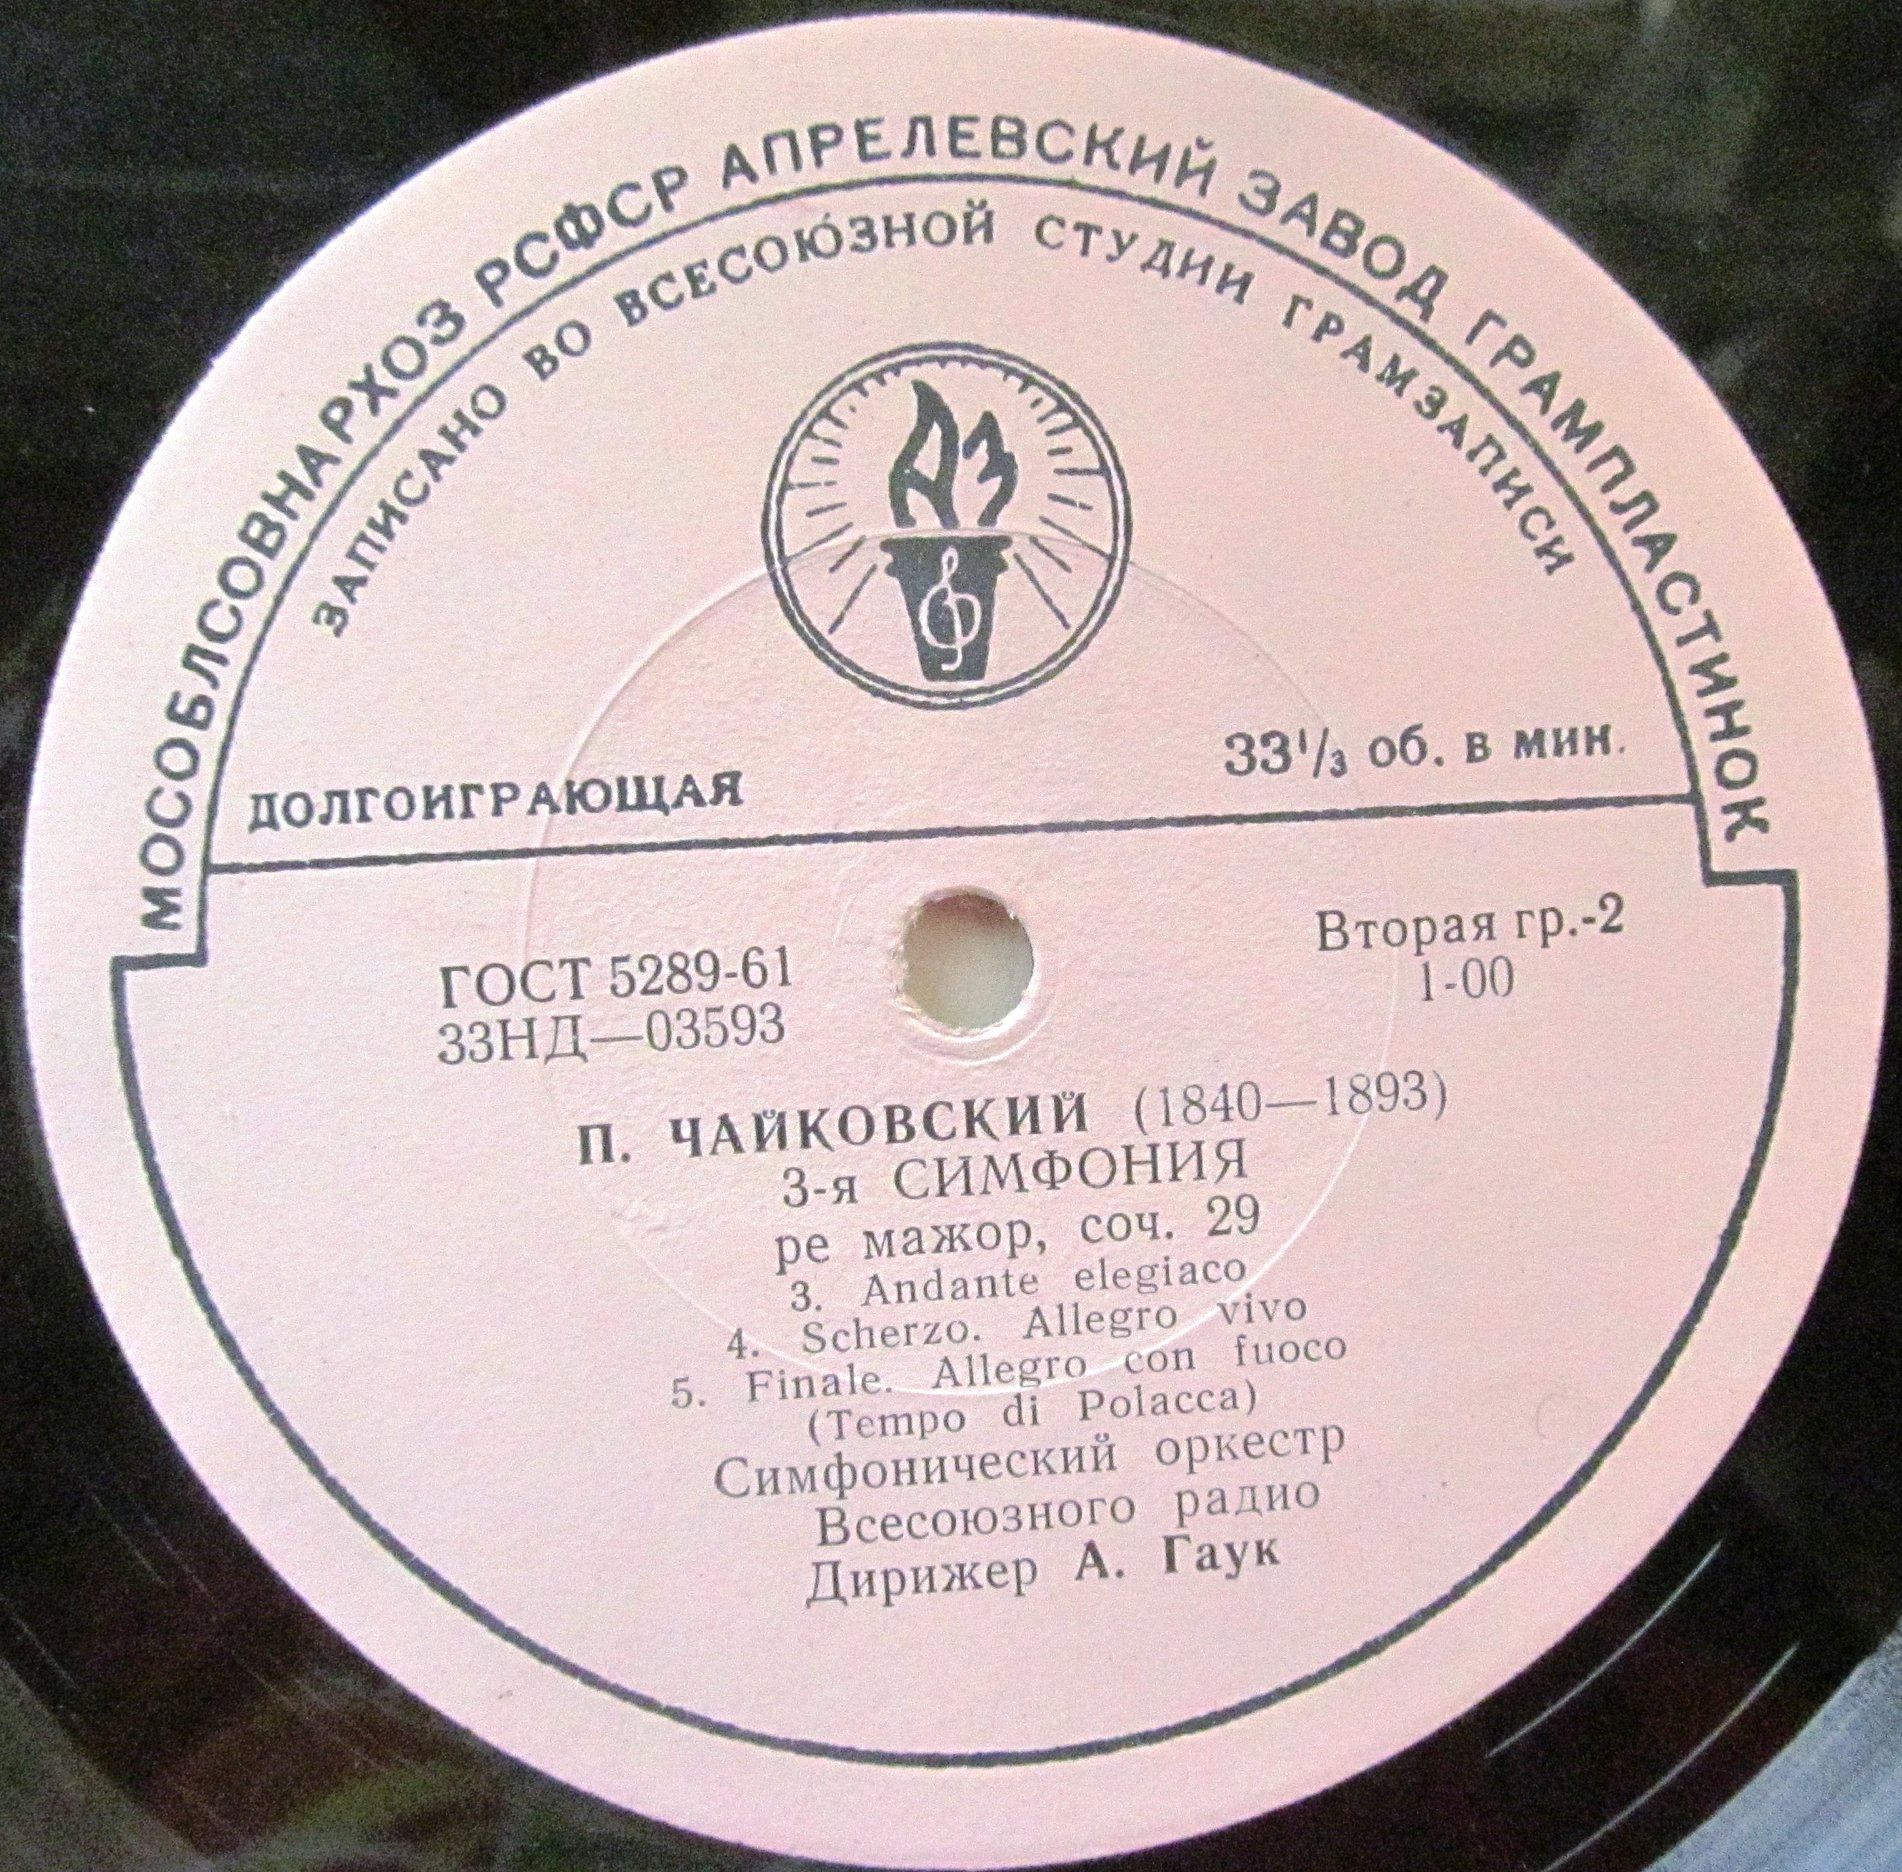 МОСОБЛСОВНАРХОЗ РСФСР АПРЕЛЕВСКИЙ ЗАВОД ГРАМПЛАСТИНОК
ЗАПИСАНО ВО ВСЕСОЮЗНОЙ СТУДИИ ГРАМЗАПИСИ
АЗ
ДОЛГОИГРАЮЩАЯ
33⅓ об. в мин.
ГОСТ 5289-61
33НД—03593
Вторая гр.-2
1-00
П. ЧАЙКОВСКИЙ (1840—1893)
3-я СИМФОНИЯ
ре мажор, соч. 29
3. Andante elegiaco
4. Scherzo. Allegro vivo
5. Finale. Allegro con fuoco
(Tempo di Polacca)
Симфонический оркестр
Всесоюзного радио
Дирижер А. Гаук